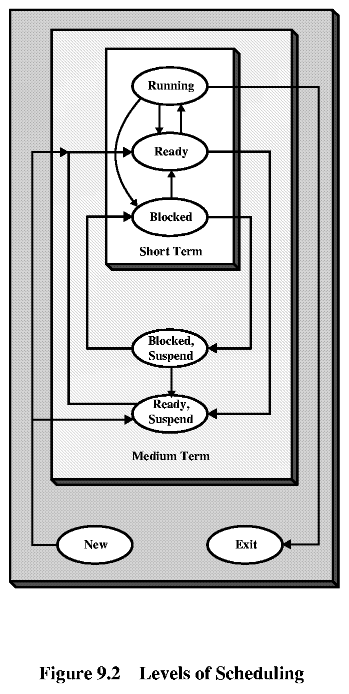 Running
Ready
Blocked
Short Term
Blocked,
Suspend
Ready,
Suspend
Medium Term
New
Exit
Figure 9.2 Levels of Scheduling